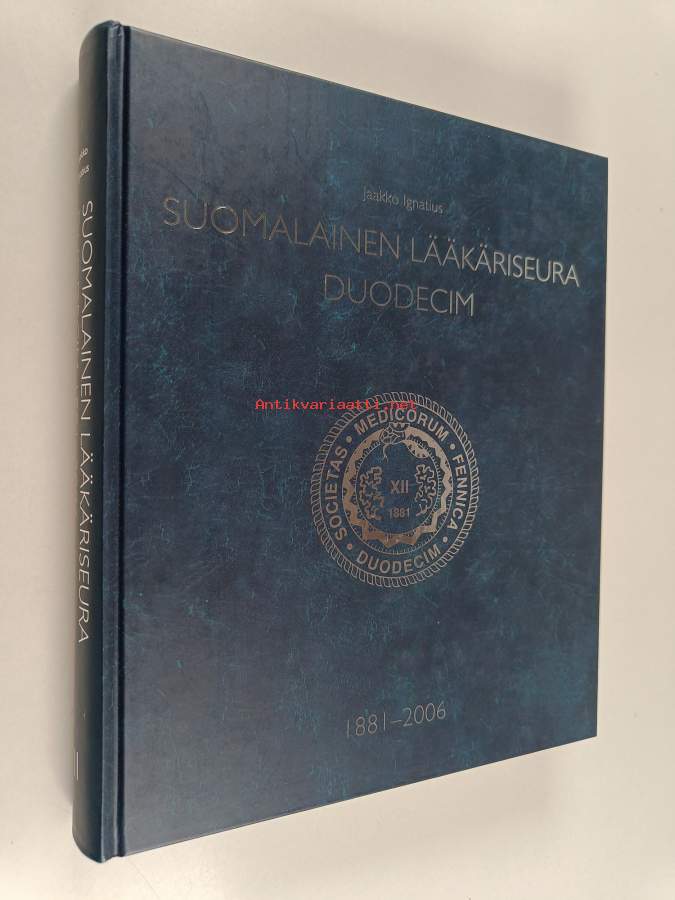 Jaakko Ignatius
SUOMALAINEN LÄÄKÄRISEURA
DUODECIM
Antikvariaatti.net
SOCIETAS • MEDICORUM • FENNICA • DUODECIM •
XII
1881
1881–2006
SUOMALAINEN LÄÄKÄRISEURA